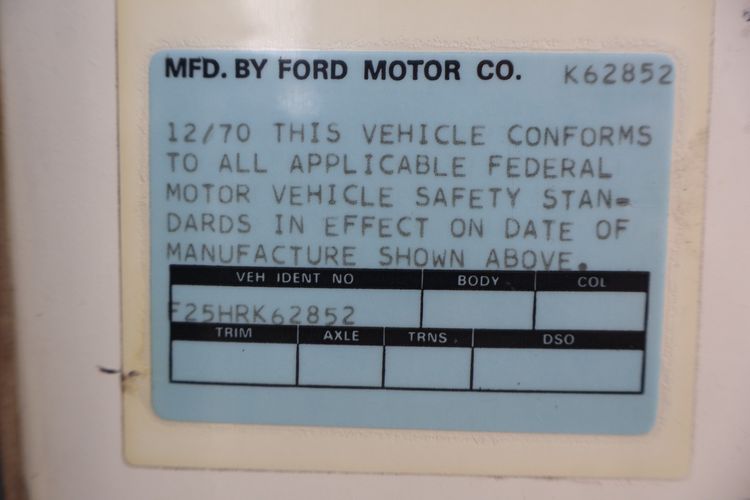 MFD. BY FORD MOTOR CO. K62852
12/70 THIS VEHICLE CONFORMS
TO ALL APPLICABLE FEDERAL
MOTOR VEHICLE SAFETY STAN-
DARDS IN EFFECT ON DATE OF
MANUFACTURE SHOWN ABOVE.
VEH IDENT NO BODY COL
F25HRK62852
TRIM AXLE TRNS. DSO